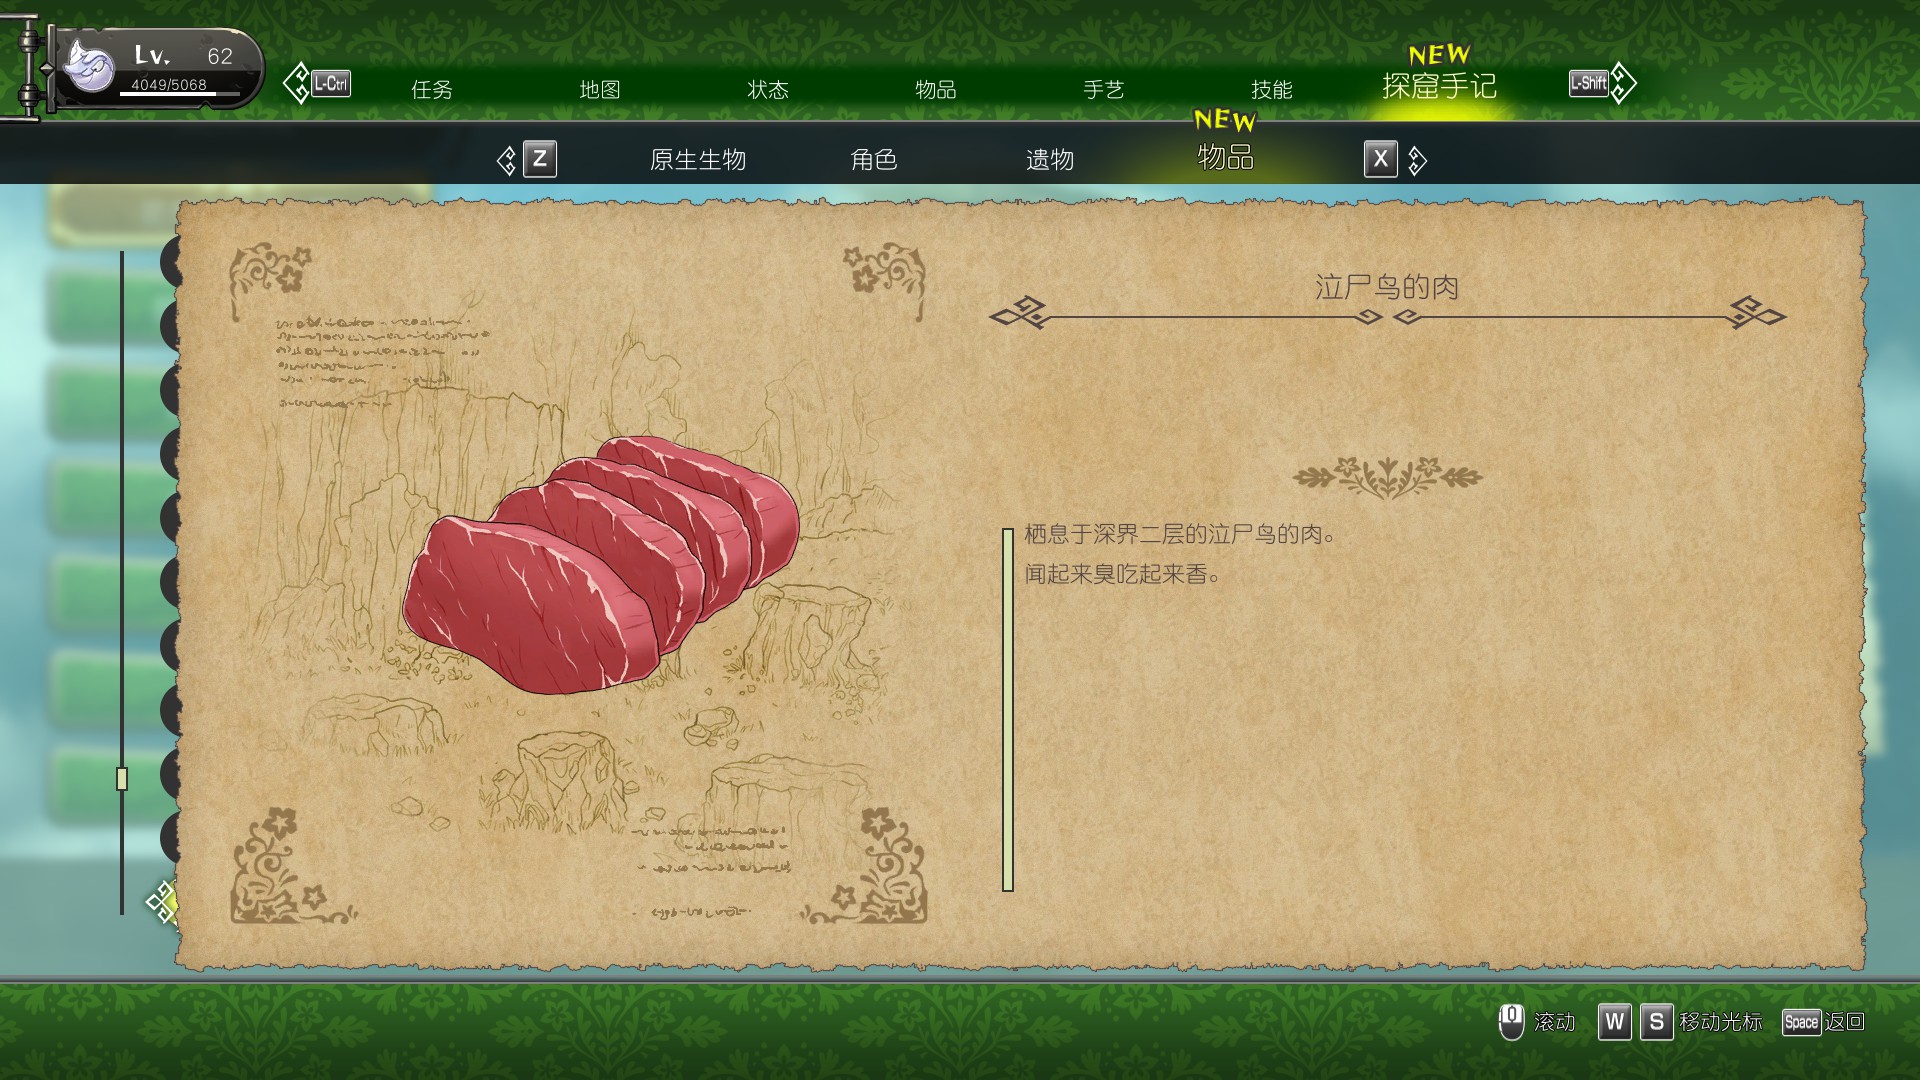 Lv. 62
4049/5068
L-Ctrl
任务
地图
状态
物品
手艺
技能
NEW
探窟手记
L-Shift
Z
原生生物
角色
遗物
NEW
物品
X
泣尸鸟的肉
栖息于深界二层的泣尸鸟的肉。
闻起来臭吃起来香。
滚动
W S 移动光标
Space 返回